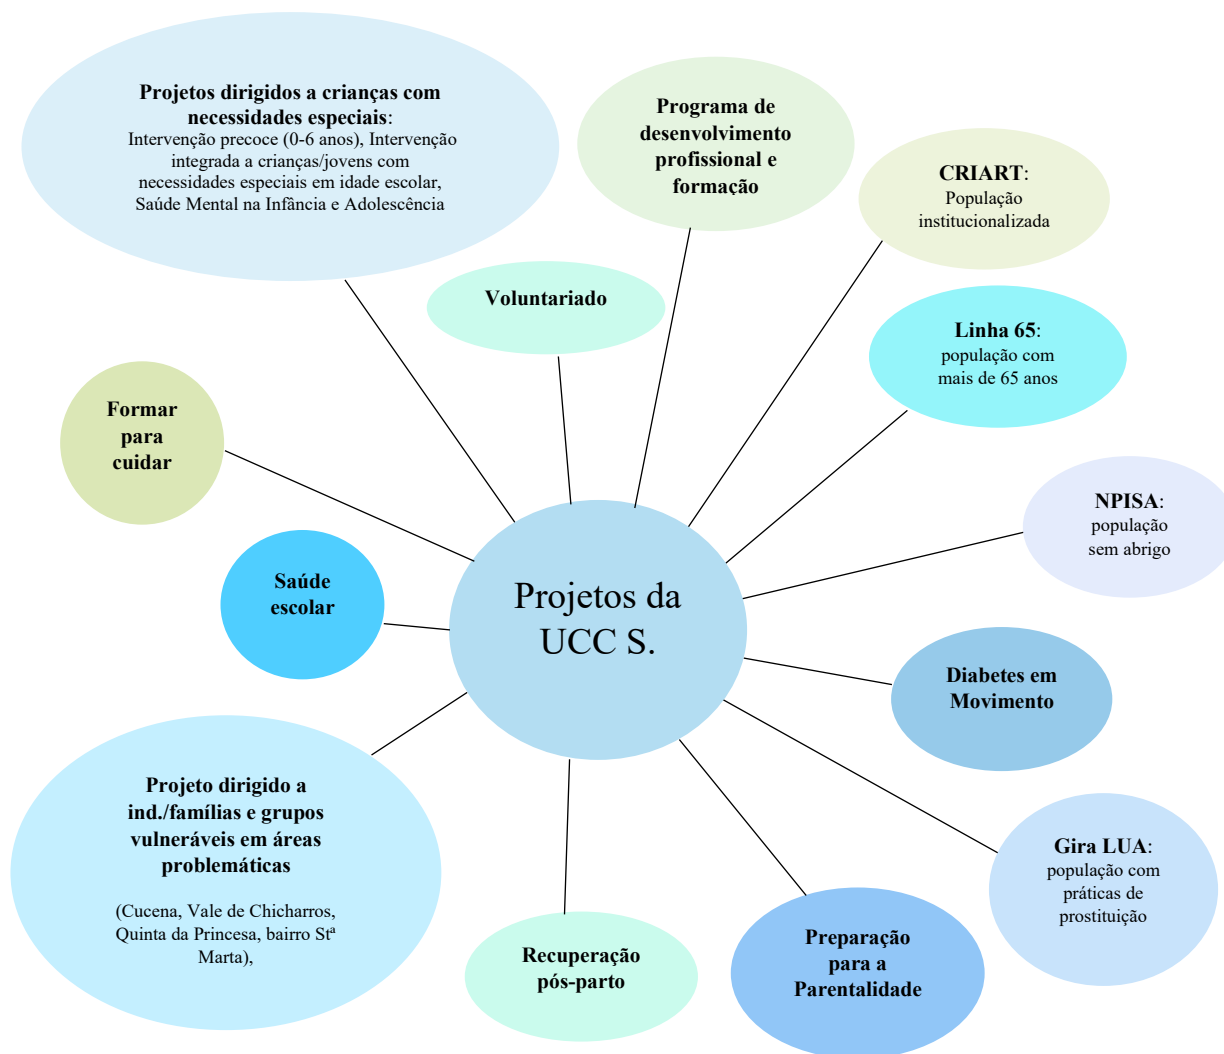 Projetos dirigidos a crianças com
necessidades especiais:
Intervenção precoce (0-6 anos), Intervenção
integrada a crianças/jovens com
necessidades especiais em idade escolar,
Saúde Mental na Infância e Adolescência
Programa de
desenvolvimento
profissional e
formação
CRIART:
População
institucionalizada
Voluntariado
Linha 65:
população com
mais de 65 anos
Formar
para
cuidar
NPISA:
população
sem abrigo
Saúde
escolar
Projetos da
UCC S.
Diabetes em
Movimento
Projeto dirigido a
ind./famílias e grupos
vulneráveis em áreas
problemáticas
(Cucena, Vale de Chicharros,
Quinta da Princesa, bairro Stª
Marta),
Gira LUA:
população com
práticas de
prostituição
Recuperação
pós-parto
Preparação
para a
Parentalidade